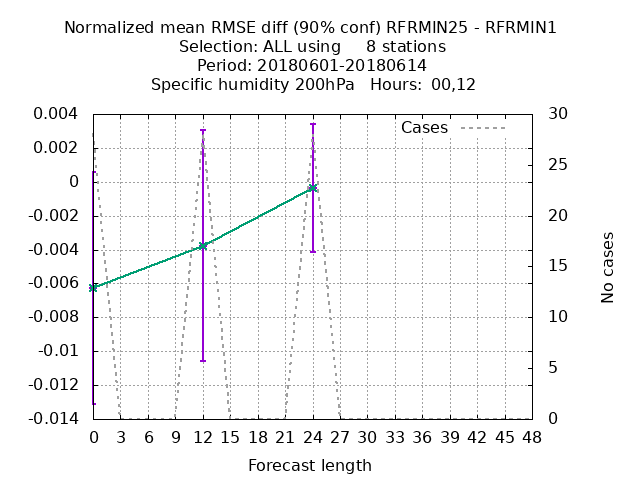 Normalized mean RMSE diff (90% conf) RFRMIN25 - RFRMIN1
Selection: ALL using     8 stations
Period: 20180601-20180614
Specific humidity 200hPa   Hours:  00,12
Cases
0.004
0.002
0
-0.002
-0.004
-0.006
-0.008
-0.01
-0.012
-0.014
30
25
20
15
10
5
0
No cases
0 3 6 9 12 15 18 21 24 27 30 33 36 39 42 45 48
Forecast length